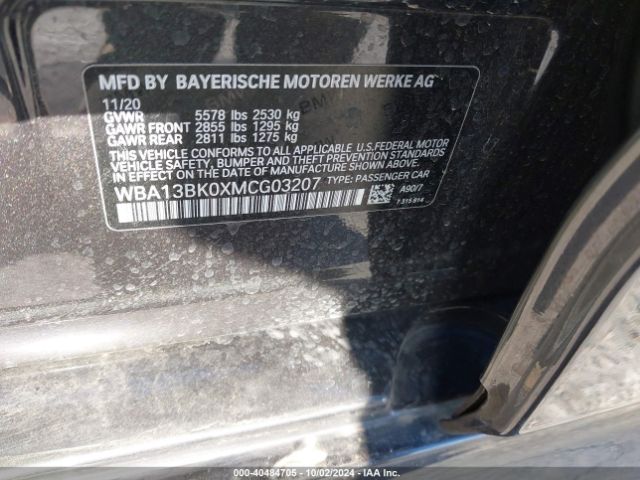 MFD BY BAYERISCHE MOTOREN WERKE AG
11/20
GVWR 5578 lbs 2530 kg
GAWR FRONT 2855 lbs 1295 kg
GAWR REAR 2811 lbs 1275 kg
THIS VEHICLE CONFORMS TO ALL APPLICABLE U.S.FEDERAL MOTOR
VEHICLE SAFETY, BUMPER AND THEFT PREVENTION STANDARDS
IN EFFECT ON THE DATE OF MANUFACTURE SHOWN ABOVE.
WBA13BK0XMCG03207 TYPE: PASSENGER CAR
A90/7
7 315 814
000-40484705 - 10/02/2024 - IAA Inc.